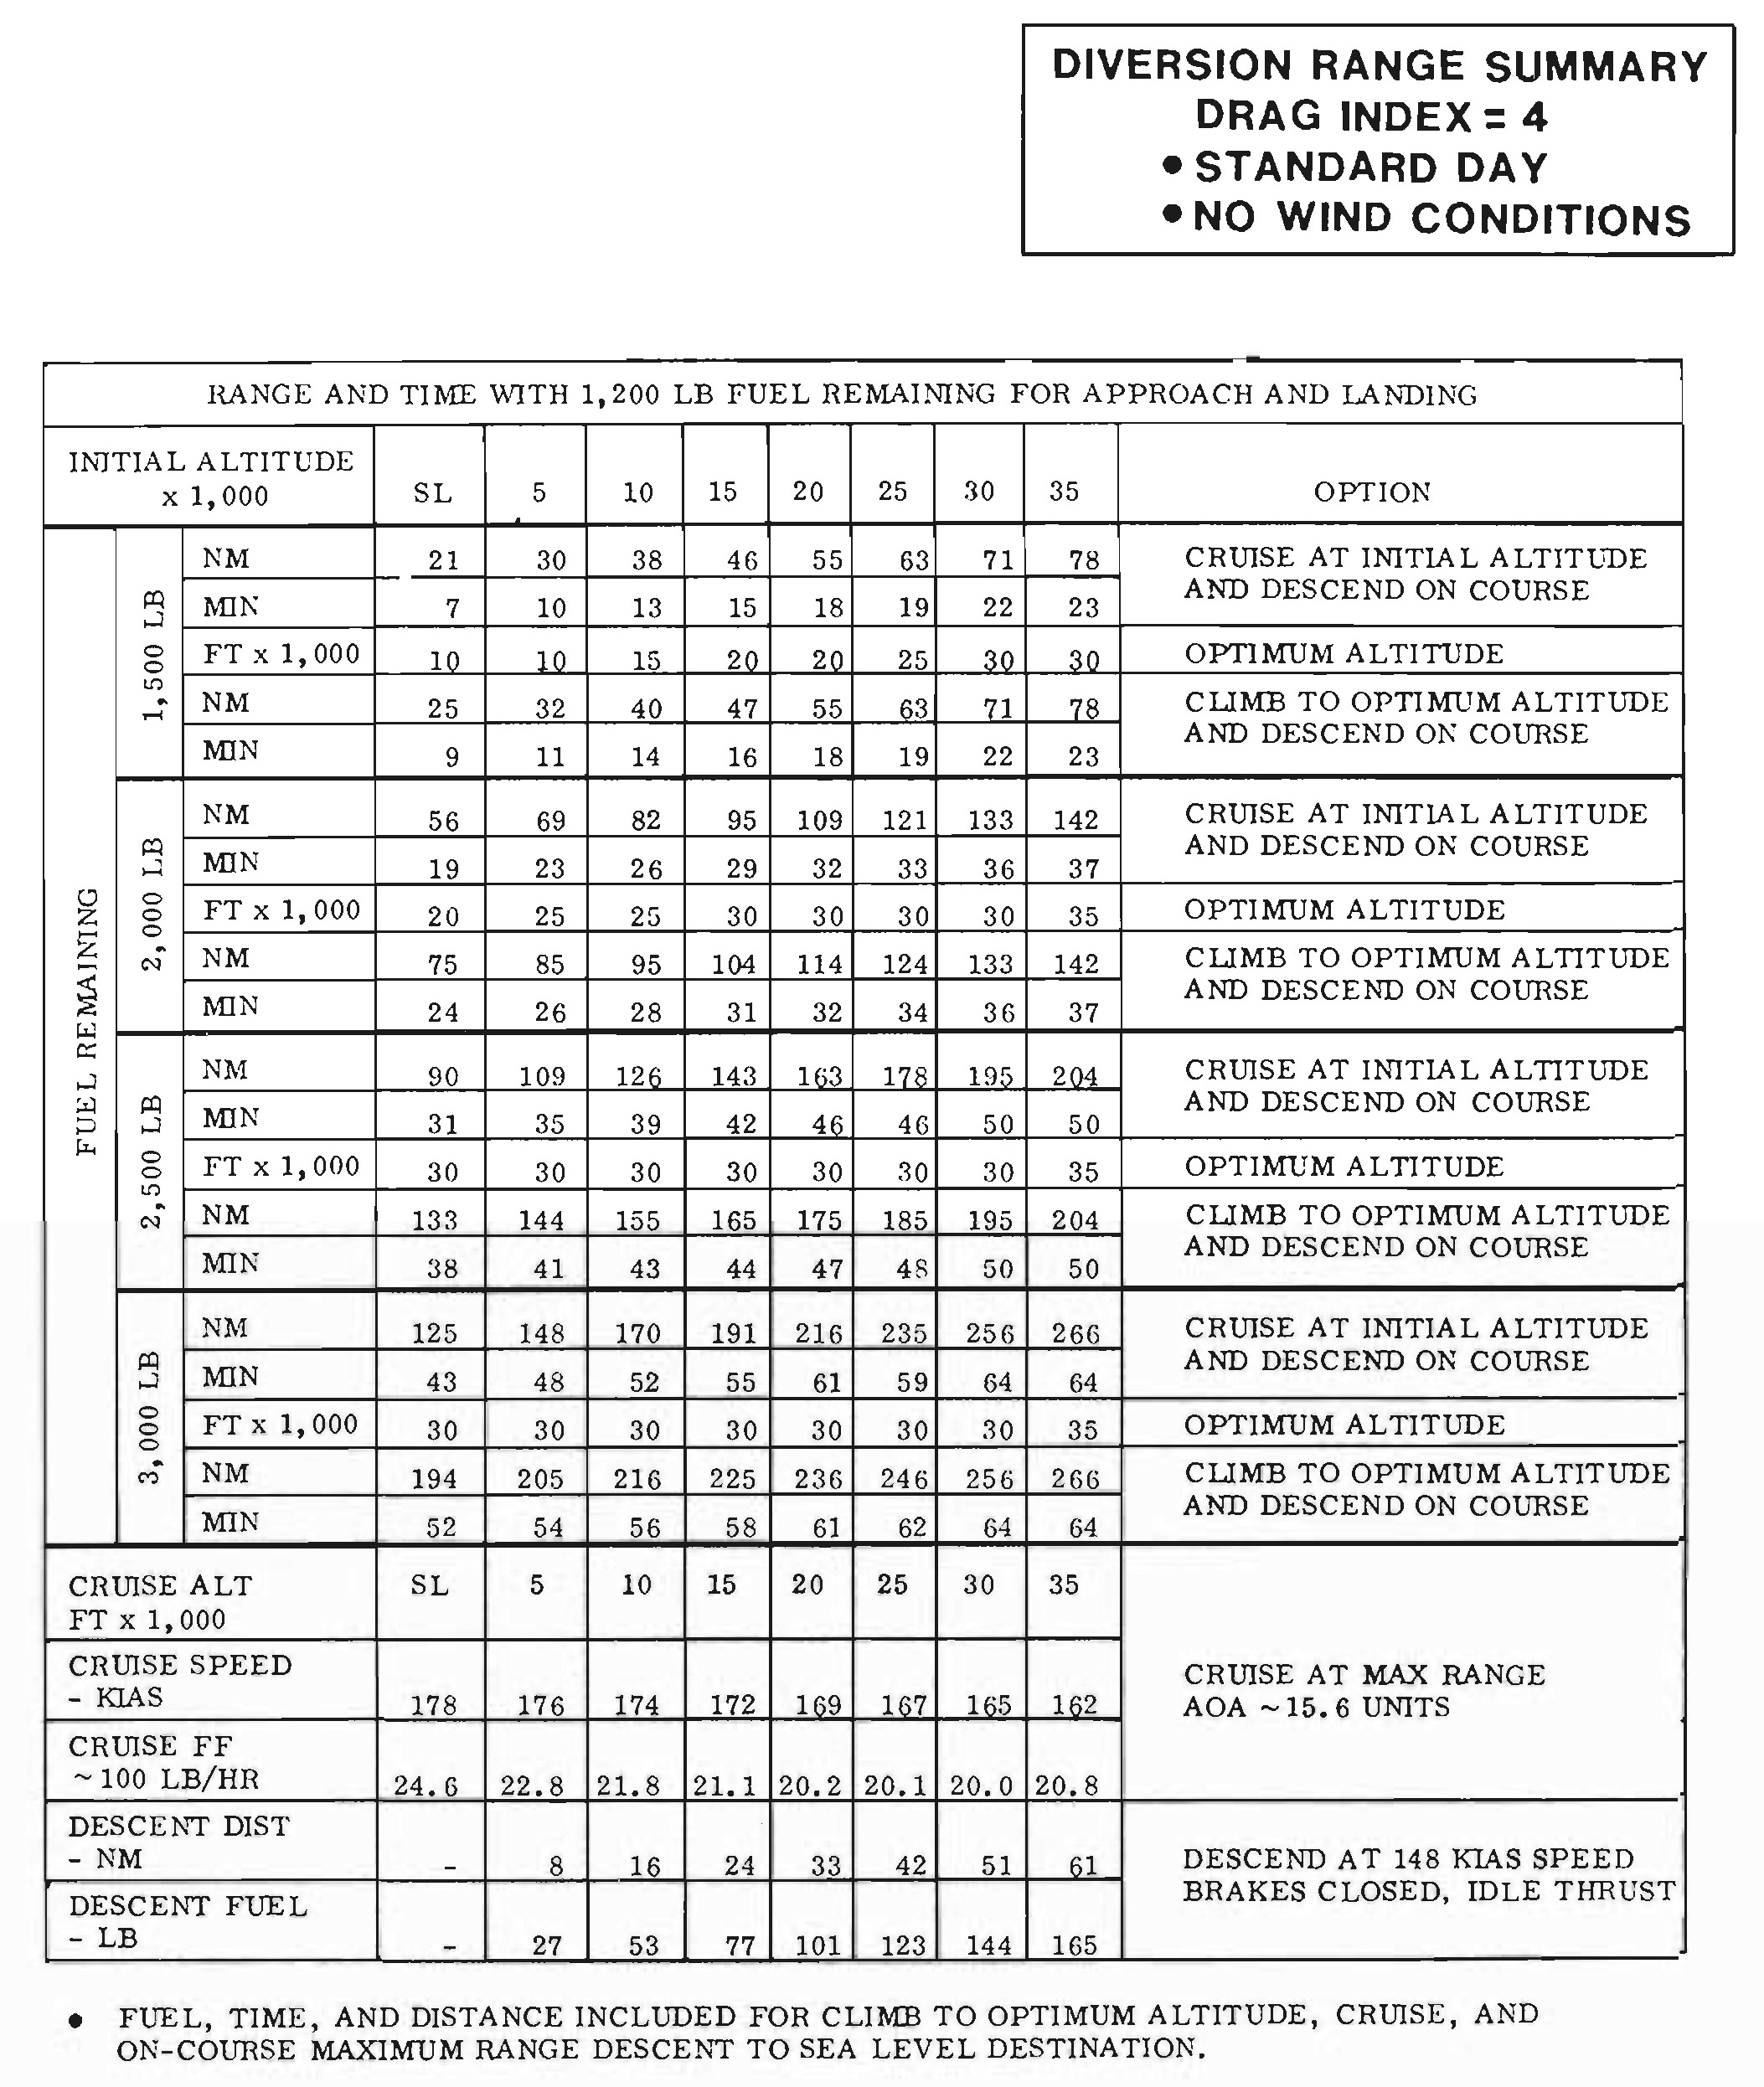 DIVERSION RANGE SUMMARY
DRAG INDEX = 4
• STANDARD DAY
• NO WIND CONDITIONS
RANGE AND TIME WITH 1,200 LB FUEL REMAINING FOR APPROACH AND LANDING
INITIAL ALTITUDE
x 1,000 SL 5 10 15 20 25 30 35 OPTION
FUEL REMAINING
1,500 LB
NM 21 30 38 46 55 63 71 78 CRUISE AT INITIAL ALTITUDE
AND DESCEND ON COURSE
MIN 7 10 13 15 18 19 22 23
FT x 1,000 10 10 15 20 20 25 30 30 OPTIMUM ALTITUDE
NM 25 32 40 47 55 63 71 78 CLIMB TO OPTIMUM ALTITUDE
AND DESCEND ON COURSE
MIN 9 11 14 16 18 19 22 23
2,000 LB
NM 56 69 82 95 109 121 133 142 CRUISE AT INITIAL ALTITUDE
AND DESCEND ON COURSE
MIN 19 23 26 29 32 33 36 37
FT x 1,000 20 25 25 30 30 30 30 35 OPTIMUM ALTITUDE
NM 75 85 95 104 114 124 133 142 CLIMB TO OPTIMUM ALTITUDE
AND DESCEND ON COURSE
MIN 24 26 28 31 32 34 36 37
2,500 LB
NM 90 109 126 143 163 178 195 204 CRUISE AT INITIAL ALTITUDE
AND DESCEND ON COURSE
MIN 31 35 39 42 46 46 50 50
FT x 1,000 30 30 30 30 30 30 30 35 OPTIMUM ALTITUDE
NM 133 144 155 165 175 185 195 204 CLIMB TO OPTIMUM ALTITUDE
AND DESCEND ON COURSE
MIN 38 41 43 44 47 48 50 50
3,000 LB
NM 125 148 170 191 216 235 256 266 CRUISE AT INITIAL ALTITUDE
AND DESCEND ON COURSE
MIN 43 48 52 55 61 59 64 64
FT x 1,000 30 30 30 30 30 30 30 35 OPTIMUM ALTITUDE
NM 194 205 216 225 236 246 256 266 CLIMB TO OPTIMUM ALTITUDE
AND DESCEND ON COURSE
MIN 52 54 56 58 61 62 64 64
CRUISE ALT SL 5 10 15 20 25 30 35
FT x 1,000
CRUISE SPEED CRUISE AT MAX RANGE
- KIAS 178 176 174 172 169 167 165 162 AOA ~15.6 UNITS
CRUISE FF
~100 LB/HR 24.6 22.8 21.8 21.1 20.2 20.1 20.0 20.8
DESCENT DIST
- NM - 8 16 24 33 42 51 61 DESCEND AT 148 KIAS SPEED
BRAKES CLOSED, IDLE THRUST
DESCENT FUEL
- LB - 27 53 77 101 123 144 165
• FUEL, TIME, AND DISTANCE INCLUDED FOR CLIMB TO OPTIMUM ALTITUDE, CRUISE, AND
ON-COURSE MAXIMUM RANGE DESCENT TO SEA LEVEL DESTINATION.